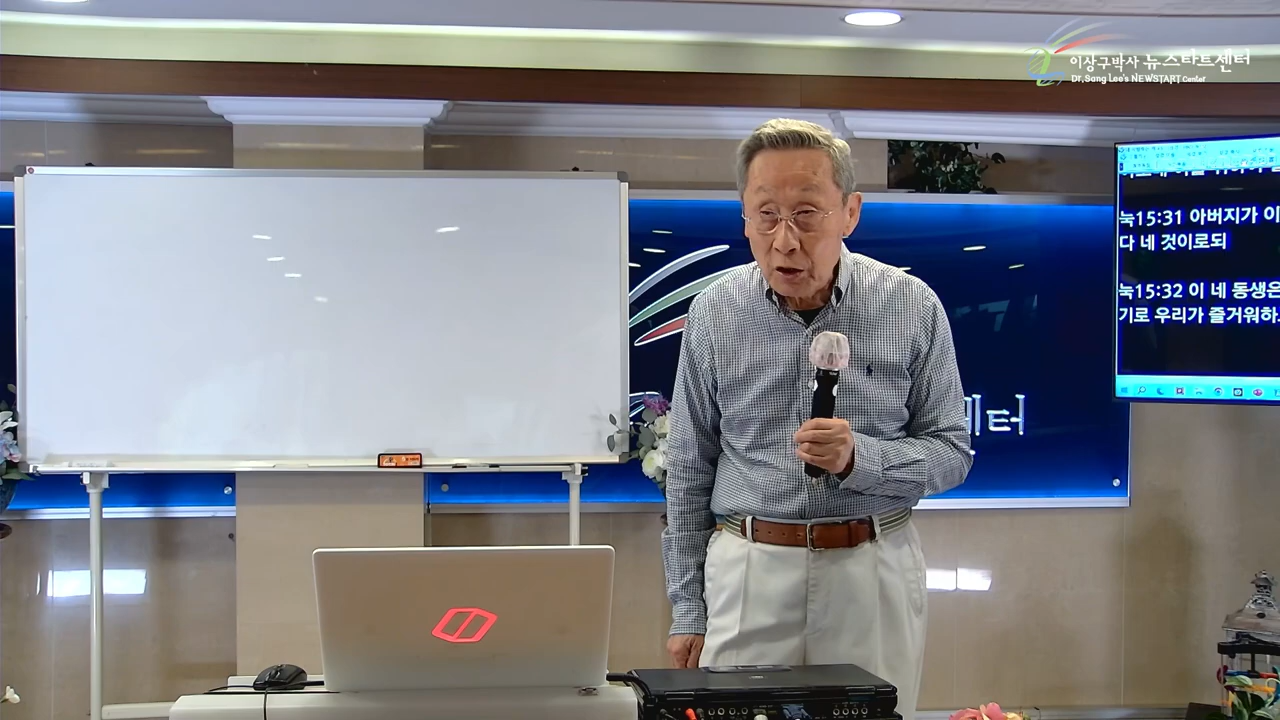 이상구박사 뉴스타트센터
Dr. Sang Lee's NEWSTART Center
눅15:31 아버지가 이
다 네 것이로되
눅15:32 이 네 동생은
기로 우리가 즐거워하
센터